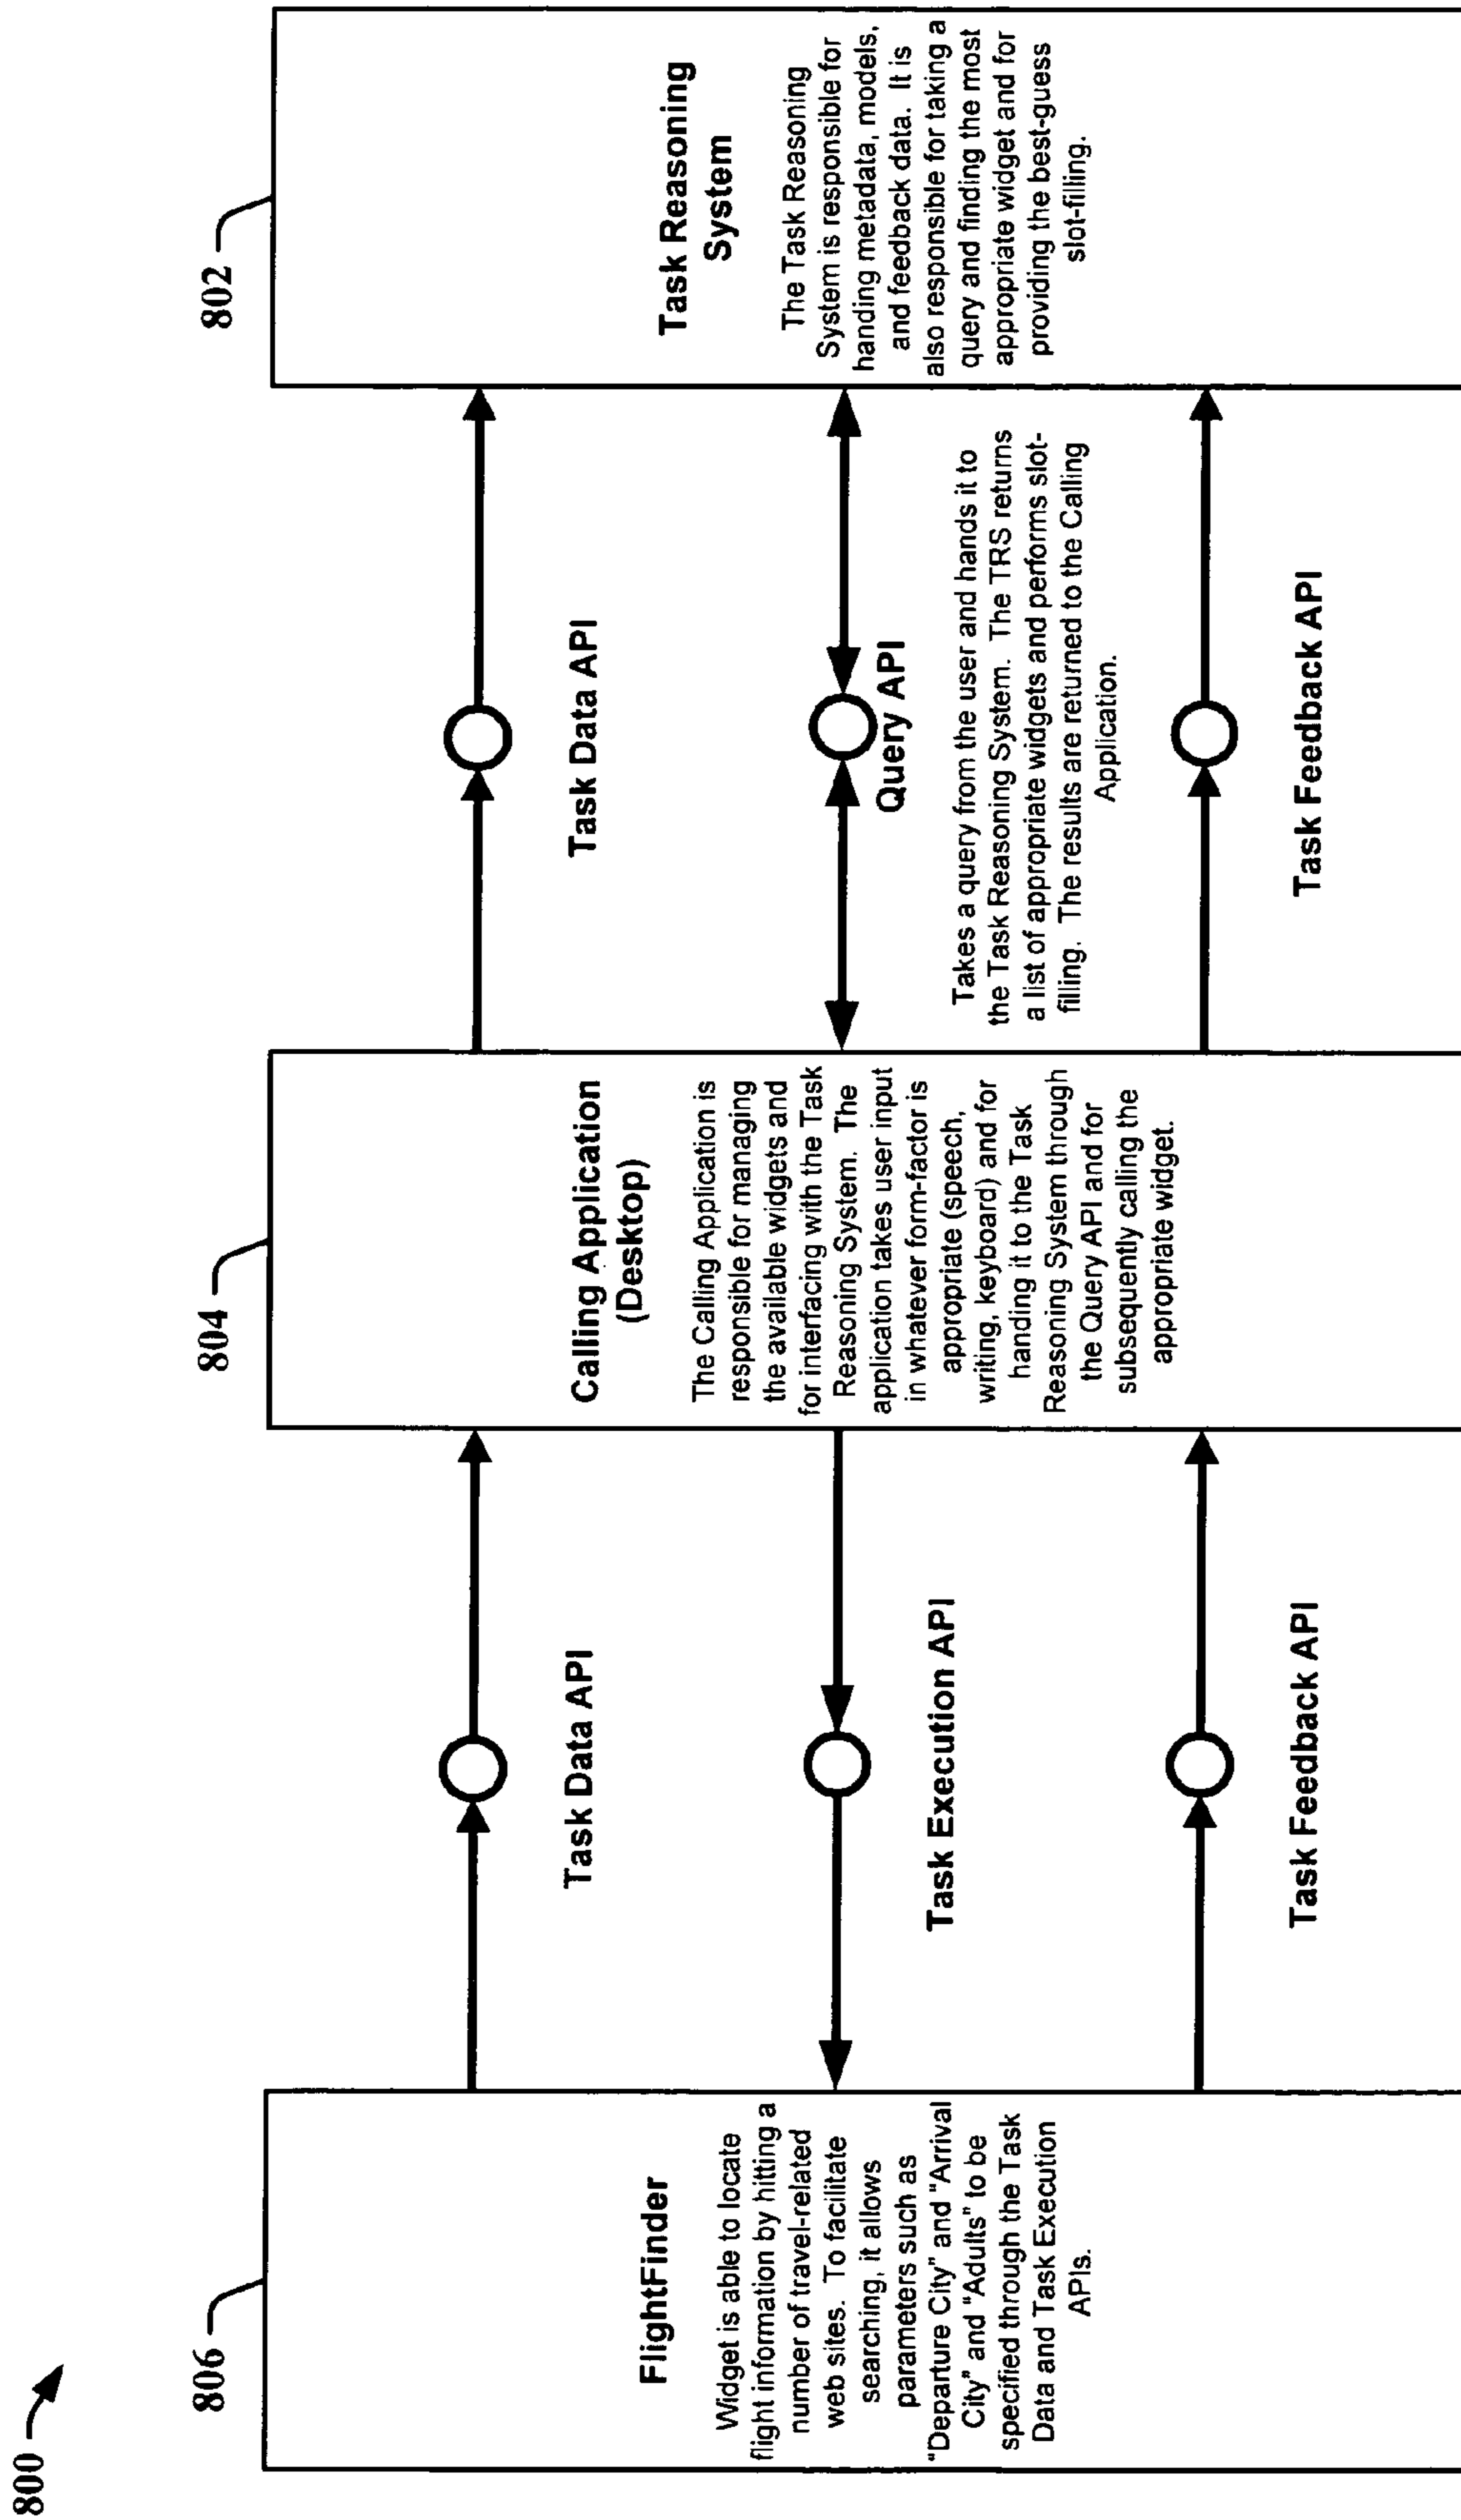 800
806
FlightFinder
Widget is able to locate
flight information by hitting a
number of travel-related
web sites. To facilitate
searching, it allows
parameters such as
"Departure City" and "Arrival
City" and "Adults" to be
specified through the Task
Data and Task Execution
APIs.
Task Data API
Task Execution API
Task Feedback API
804
Calling Application
(Desktop)
The Calling Application is
responsible for managing
the available widgets and
for interfacing with the Task
Reasoning System. The
application takes user input
in whatever form-factor is
appropriate (speech,
writing, keyboard) and for
handing it to the Task
Reasoning System through
the Query API and for
subsequently calling the
appropriate widget.
Task Data API
Query API
Takes a query from the user and hands it to
the Task Reasoning System. The TRS returns
a list of appropriate widgets and performs slot-
filling. The results are returned to the Calling
Application.
Task Feedback API
802
Task Reasoning
System
The Task Reasoning
System is responsible for
handing metadata, models,
and feedback data. It is
also responsible for taking a
query and finding the most
appropriate widget and for
providing the best-guess
slot-filling.